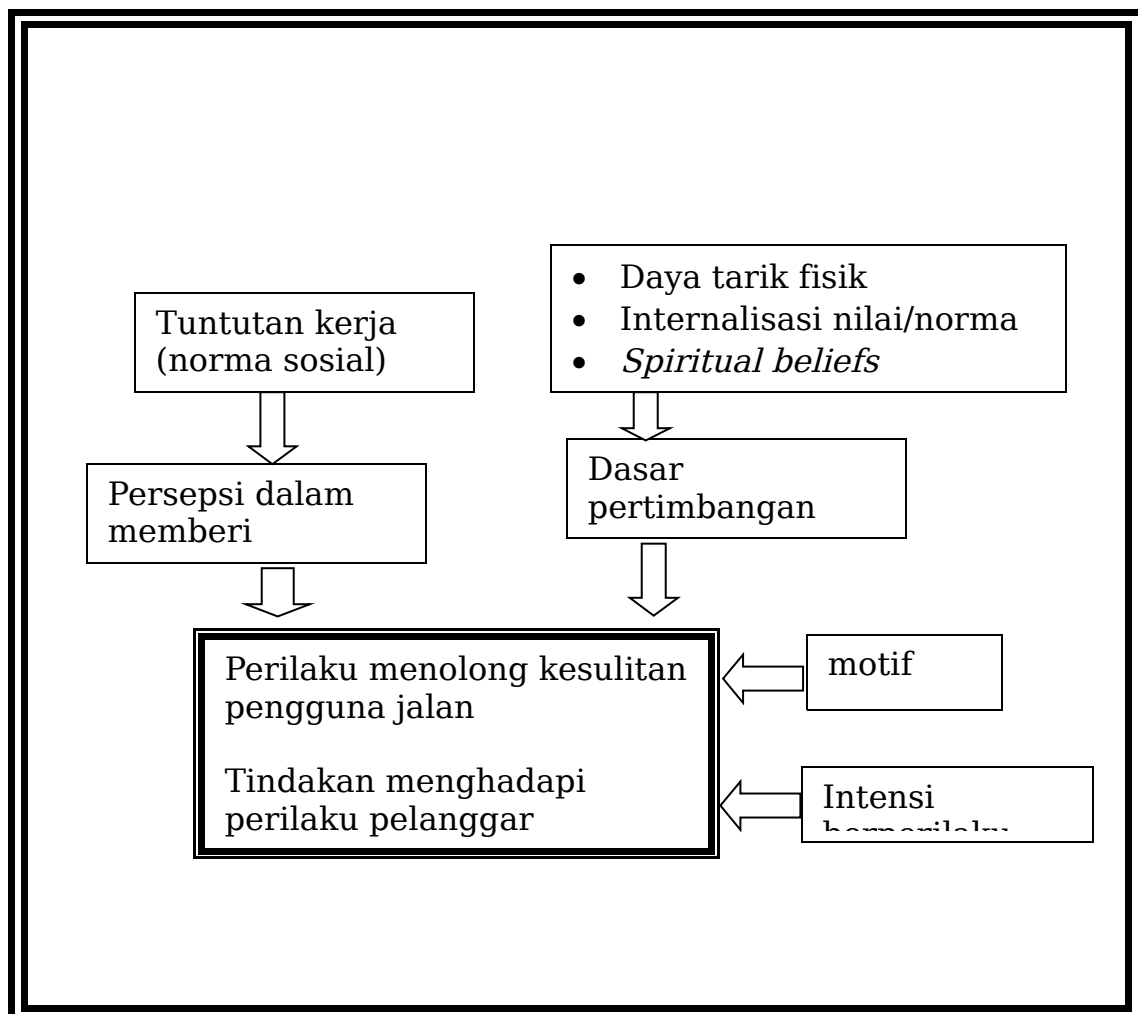 Tuntutan kerja
(norma sosial)
• Daya tarik fisik
• Internalisasi nilai/norma
• Spiritual beliefs
Persepsi dalam
memberi
Dasar
pertimbangan
Perilaku menolong kesulitan
pengguna jalan
Tindakan menghadapi
perilaku pelanggar
motif
Intensi